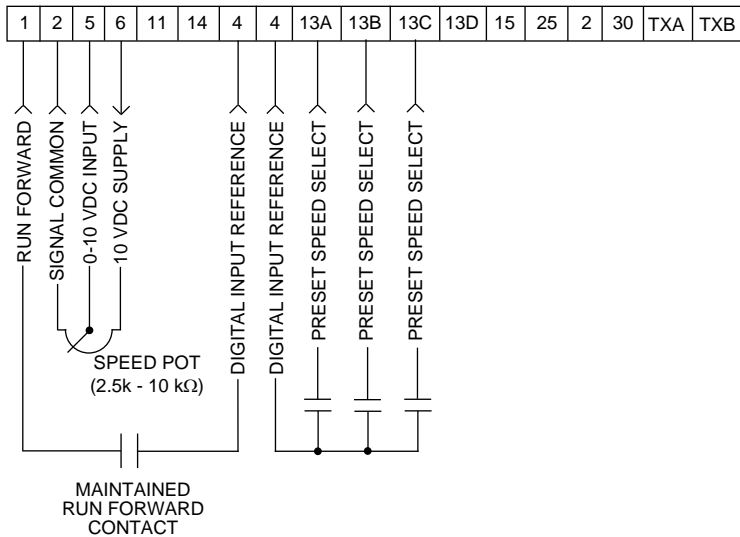 1 2 5 6 11 14 4 4 13A 13B 13C 13D 15 25 2 30 TXA TXB
RUN FORWARD
SIGNAL COMMON
0-10 VDC INPUT
10 VDC SUPPLY
DIGITAL INPUT REFERENCE
DIGITAL INPUT REFERENCE
PRESET SPEED SELECT
PRESET SPEED SELECT
PRESET SPEED SELECT
SPEED POT
(2.5k - 10 kΩ)
MAINTAINED
RUN FORWARD
CONTACT